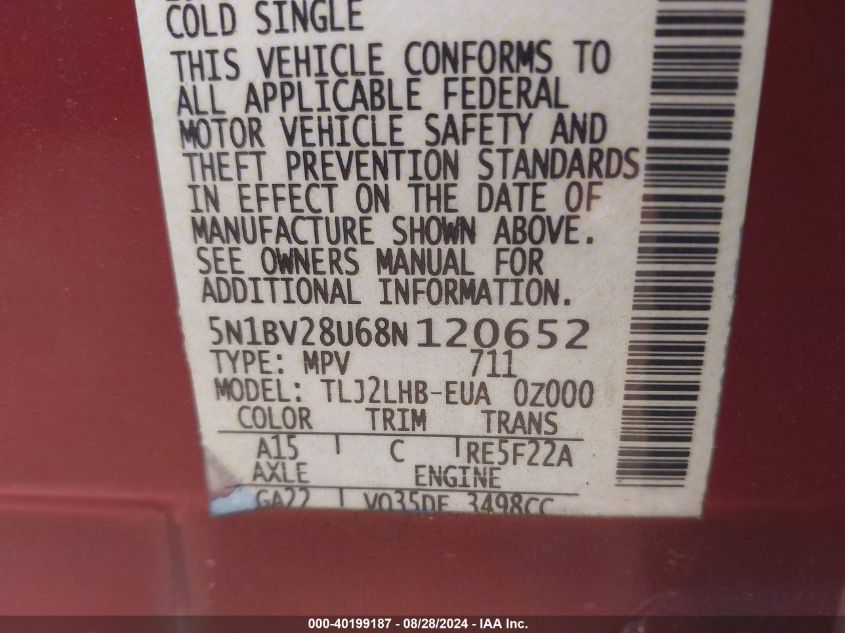 COLD SINGLE
THIS VEHICLE CONFORMS TO
ALL APPLICABLE FEDERAL
MOTOR VEHICLE SAFETY AND
THEFT PREVENTION STANDARDS
IN EFFECT ON THE DATE OF
MANUFACTURE SHOWN ABOVE.
SEE OWNERS MANUAL FOR
ADDITIONAL INFORMATION.
5N1BV28U68N120652
TYPE: MPV 711
MODEL: TLJ2LHB-EUA 0Z000
COLOR TRIM TRANS
A15 C RE5F22A
AXLE ENGINE
GA22 VQ35DE 3498CC
000-40199187 - 08/28/2024 - IAA Inc.